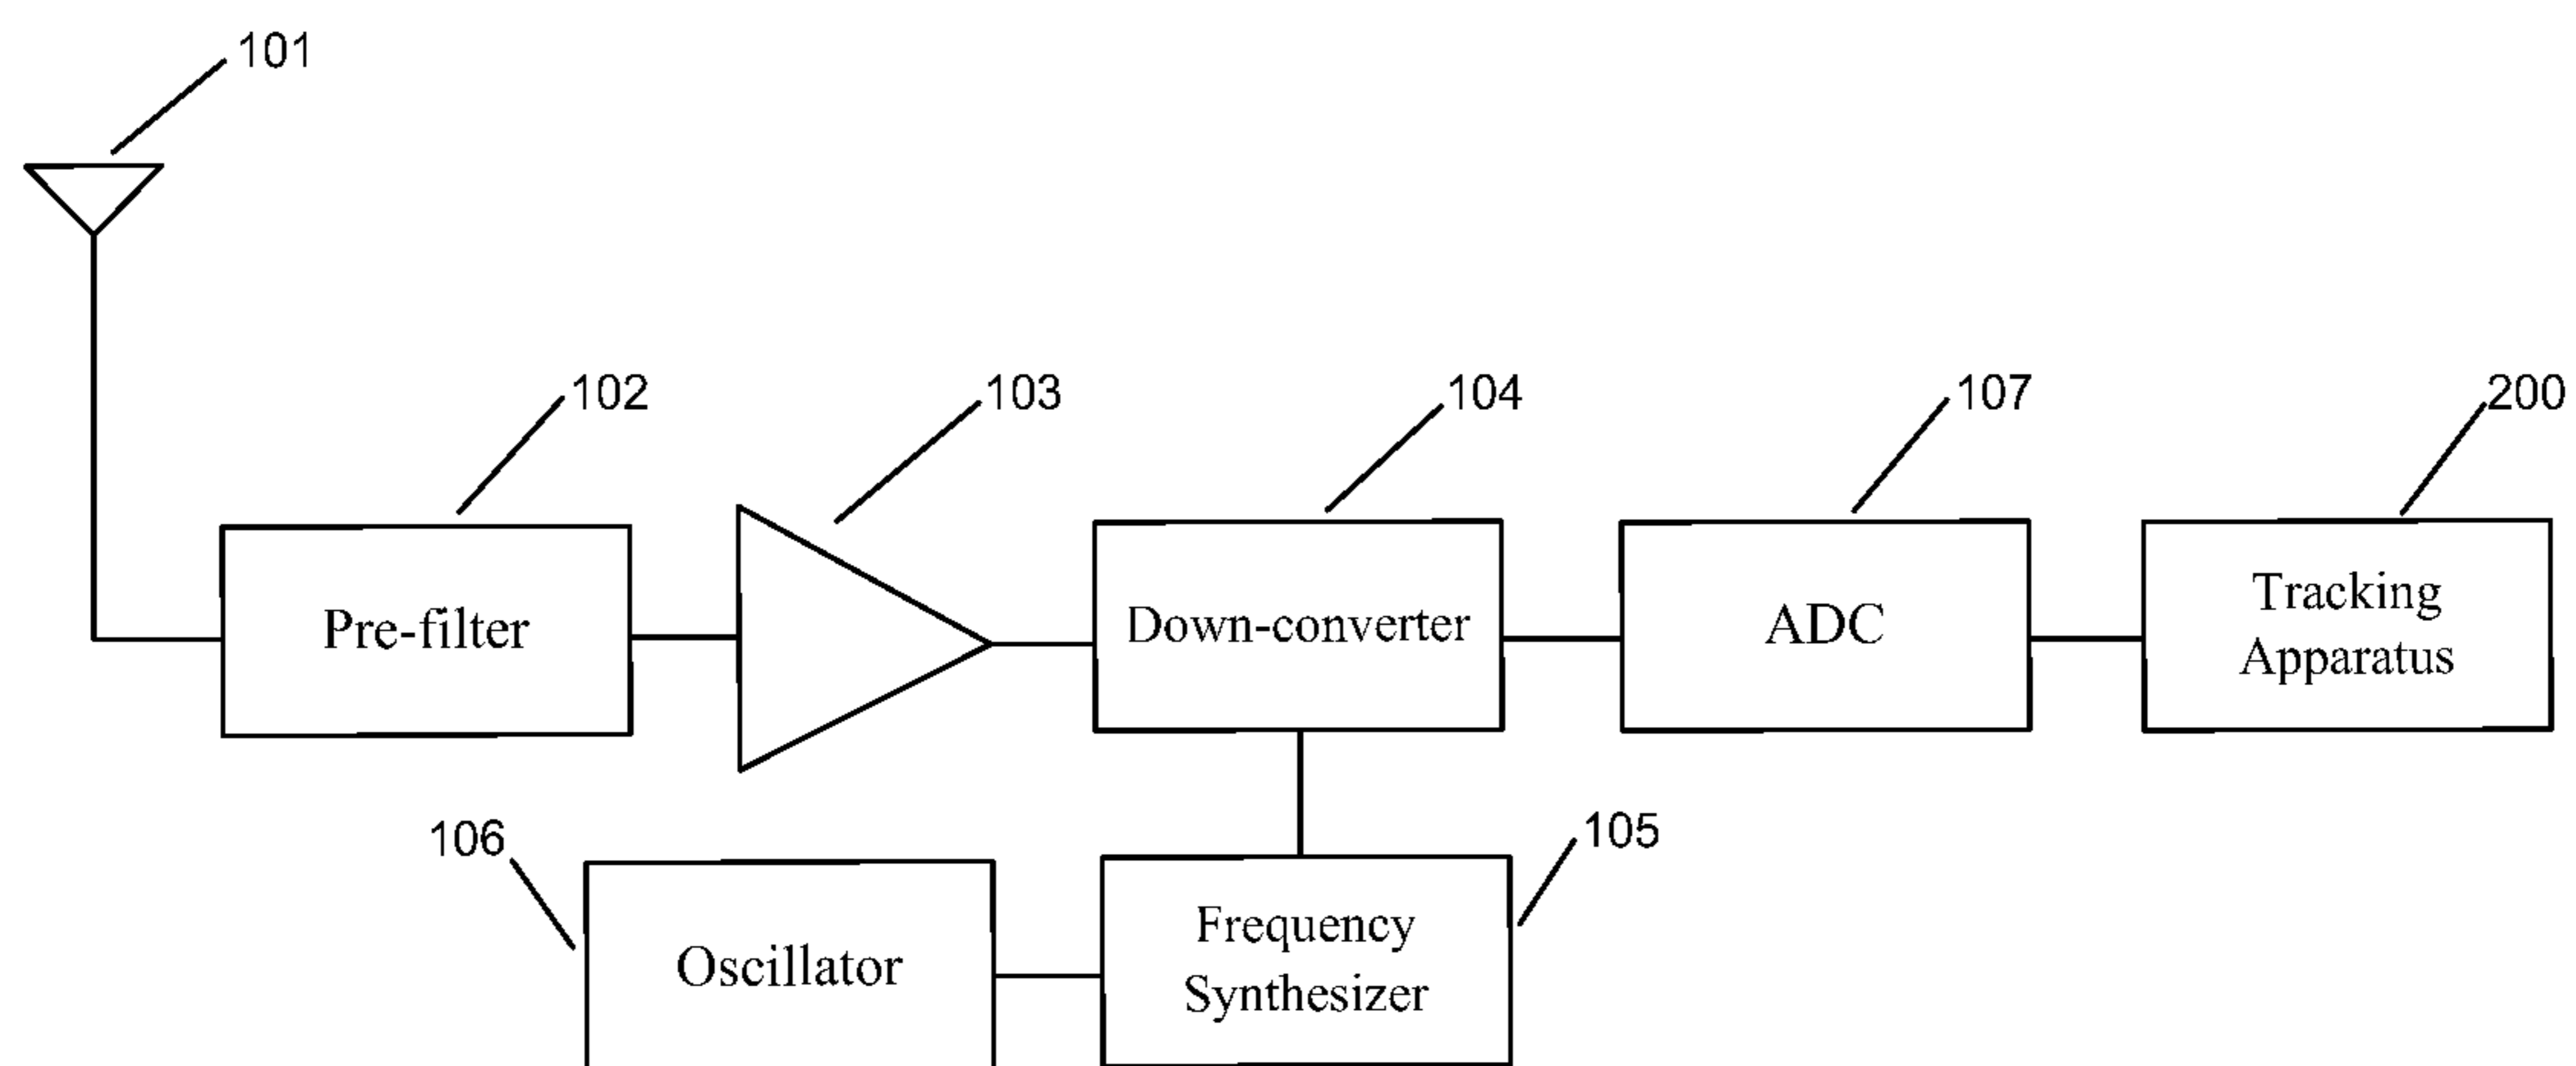 101
102
103
104
107
200
Pre-filter
Down-converter
ADC
Tracking
Apparatus
106
105
Oscillator
Frequency
Synthesizer